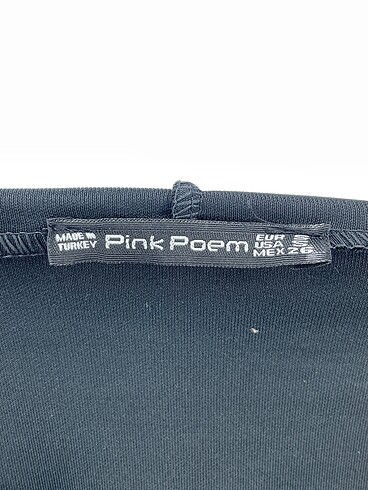 MADE IN
TURKEY
Pink Poem
EUR S
USA S
MEX 26